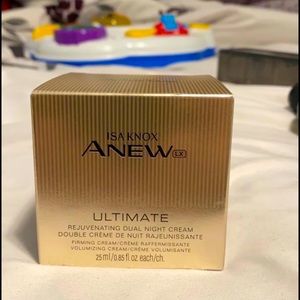 ISA KNOX
ANEW LX
ULTIMATE
REJUVENATING DUAL NIGHT CREAM
DOUBLE CRÈME DE NUIT RAJEUNISSANTE
FIRMING CREAM/CRÈME RAFFERMISSANTE
VOLUMIZING CREAM/CRÈME VOLUMISANTE
25 ml/0.85 fl. oz each/ch.